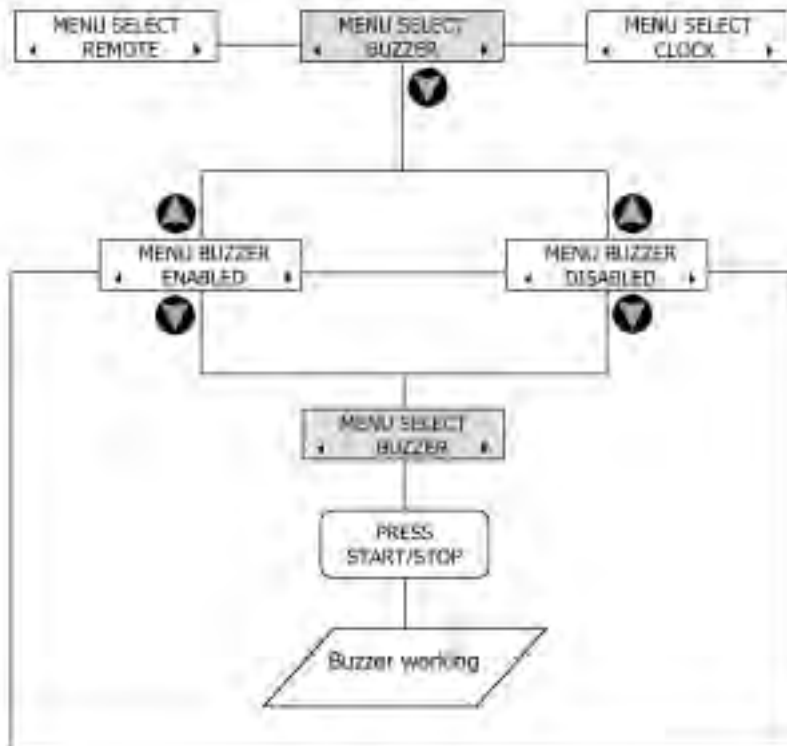 MENU SELECT
REMOTE
MENU SELECT
BUZZER
MENU SELECT
CLOCK
MENU BUZZER
ENABLED
MENU BUZZER
DISABLED
MENU SELECT
BUZZER
PRESS
START/STOP
Buzzer working